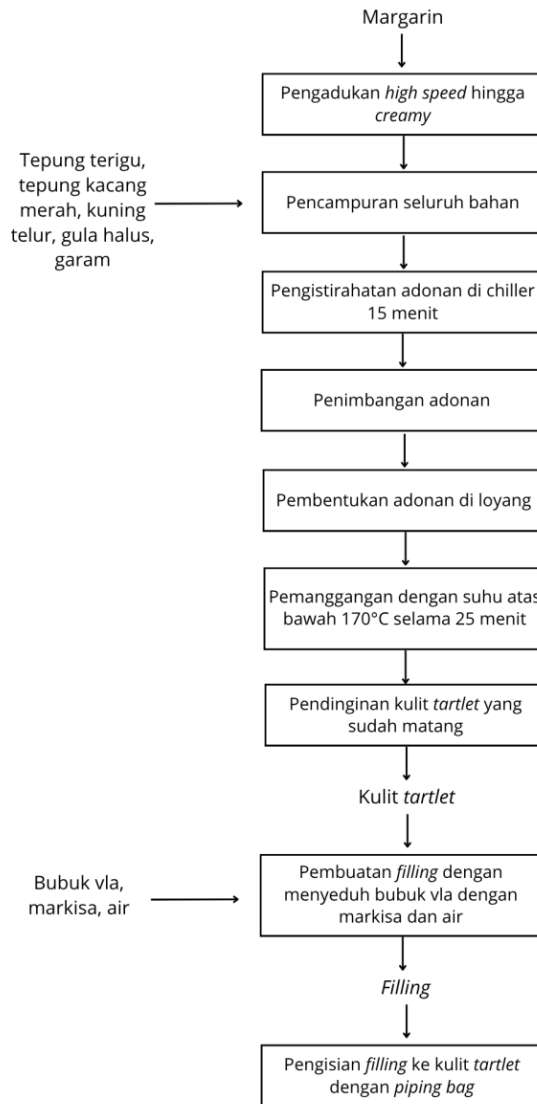 Margarin
Pengadukan high speed hingga
creamy
Tepung terigu,
tepung kacang
merah, kuning
telur, gula halus,
garam
Pencampuran seluruh bahan
Pengistirahatan adonan di chiller
15 menit
Penimbangan adonan
Pembentukan adonan di loyang
Pemanggangan dengan suhu atas
bawah 170°C selama 25 menit
Pendinginan kulit tartlet yang
sudah matang
Kulit tartlet
Bubuk vla,
markisa, air
Pembuatan filling dengan
menyeduh bubuk vla dengan
markisa dan air
Filling
Pengisian filling ke kulit tartlet
dengan piping bag